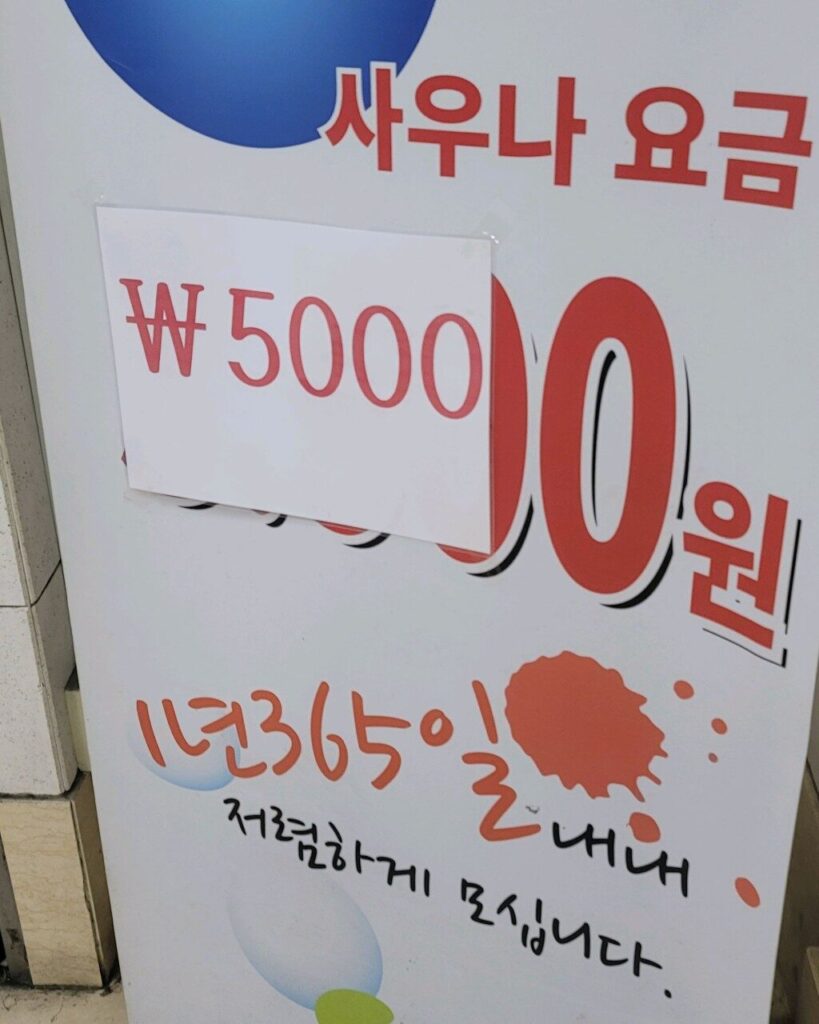 사우나 요금
₩5000
00원
1년365일내내
저렴하게 모십니다.